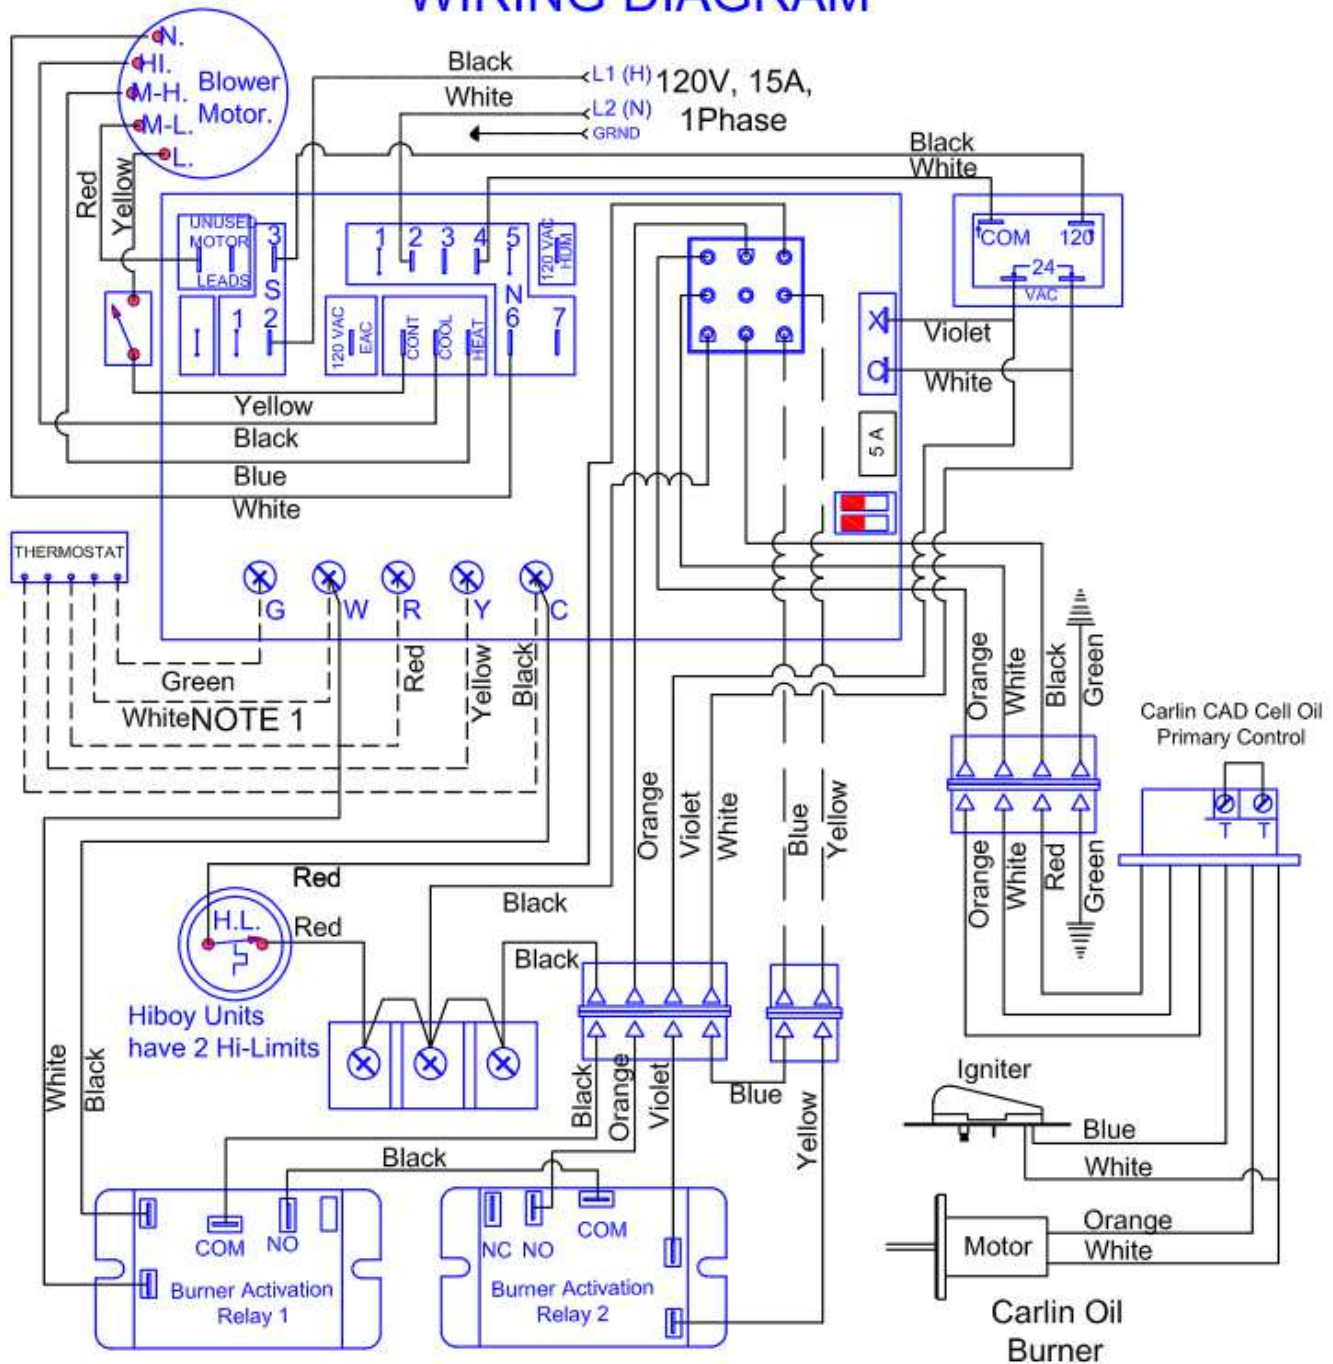 WIRING DIAGRAM
N.
HI.
M-H.
M-L.
L.
Blower
Motor.
Black
White
L1 (H)
L2 (N)
GRND
120V, 15A,
1Phase
Black
White
Red
Yellow
UNUSED
MOTOR
LEADS
3
S
1
2
1
2
3
4
5
N
6
7
120 VAC
HUM
120 VAC
EAC
CONT
COOL
HEAT
COM
120
24
VAC
X
Violet
White
5 A
Yellow
Black
Blue
White
THERMOSTAT
G
W
R
Y
C
Green
White
NOTE 1
Red
Yellow
Black
Orange
White
Black
Green
Carlin CAD Cell Oil
Primary Control
T
T
Orange
Violet
White
Blue
Yellow
Orange
White
Red
Green
Red
Black
H.L.
Red
Black
Hiboy Units
have 2 Hi-Limits
White
Black
Black
Orange
Violet
Blue
Yellow
Igniter
Blue
White
Black
COM
NO
Burner Activation
Relay 1
NC
NO
COM
Burner Activation
Relay 2
Motor
Orange
White
Carlin Oil
Burner